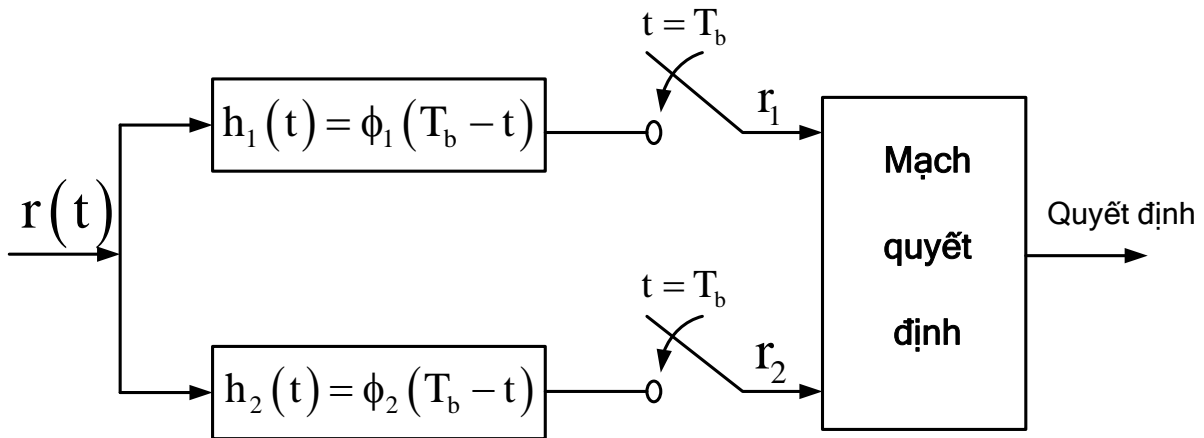 t = T_b
h_1(t) = ϕ_1(T_b − t)
r_1
r(t)
Mạch
quyết
định
Quyết định
t = T_b
h_2(t) = ϕ_2(T_b − t)
r_2